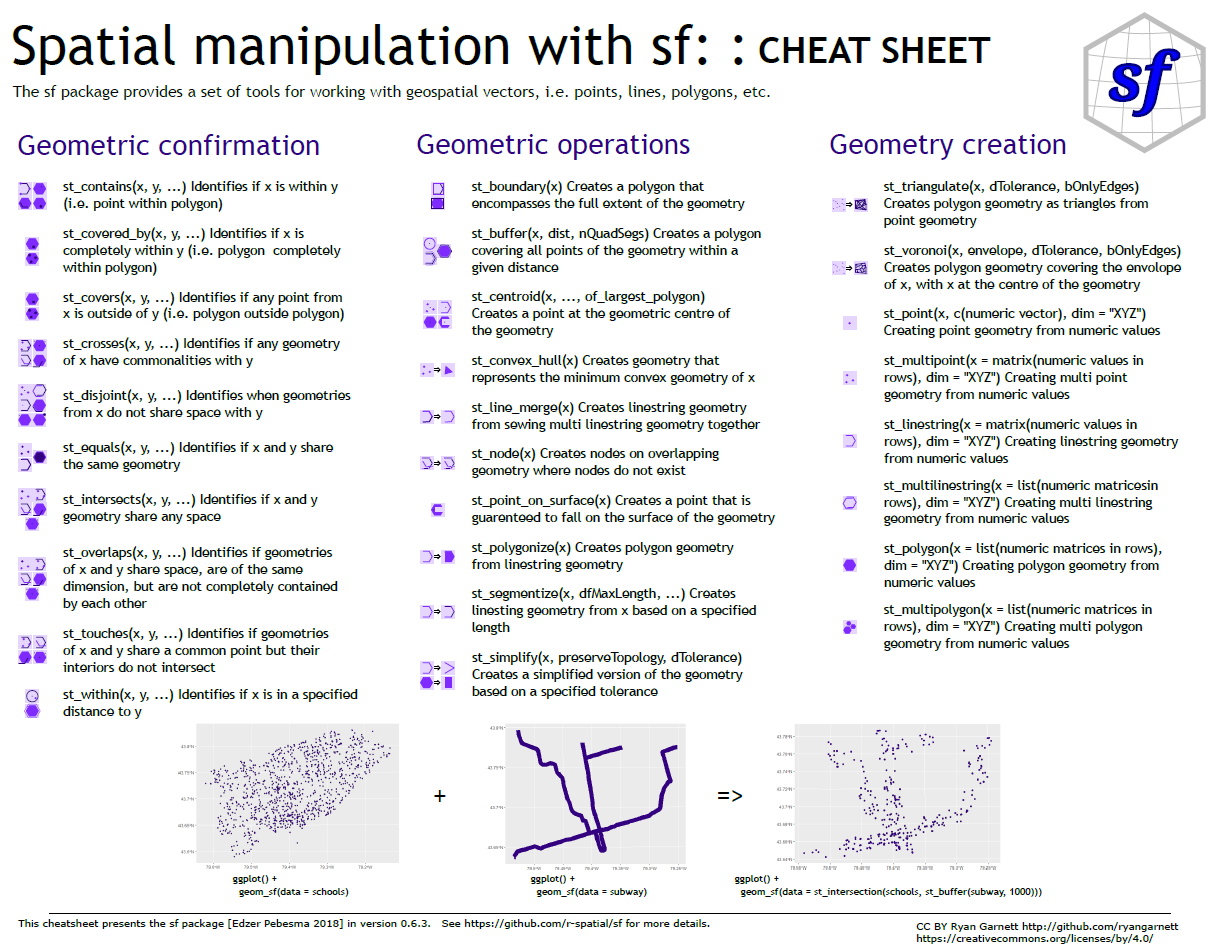 Spatial manipulation with sf: : CHEAT SHEET
sf
The sf package provides a set of tools for working with geospatial vectors, i.e. points, lines, polygons, etc.
Geometric confirmation
st_contains(x, y, ...) Identifies if x is within y
(i.e. point within polygon)
st_covered_by(x, y, ...) Identifies if x is
completely within y (i.e. polygon completely
within polygon)
st_covers(x, y, ...) Identifies if any point from
x is outside of y (i.e. polygon outside polygon)
st_crosses(x, y, ...) Identifies if any geometry
of x have commonalities with y
st_disjoint(x, y, ...) Identifies when geometries
from x do not share space with y
st_equals(x, y, ...) Identifies if x and y share
the same geometry
st_intersects(x, y, ...) Identifies if x and y
geometry share any space
st_overlaps(x, y, ...) Identifies if geometries
of x and y share space, are of the same
dimension, but are not completely contained
by each other
st_touches(x, y, ...) Identifies if geometries
of x and y share a common point but their
interiors do not intersect
st_within(x, y, ...) Identifies if x is in a specified
distance to y
Geometric operations
st_boundary(x) Creates a polygon that
encompasses the full extent of the geometry
st_buffer(x, dist, nQuadSegs) Creates a polygon
covering all points of the geometry within a
given distance
st_centroid(x, ..., of_largest_polygon)
Creates a point at the geometric centre of
the geometry
st_convex_hull(x) Creates geometry that
represents the minimum convex geometry of x
st_line_merge(x) Creates linestring geometry
from sewing multi linestring geometry together
st_node(x) Creates nodes on overlapping
geometry where nodes do not exist
st_point_on_surface(x) Creates a point that is
guarenteed to fall on the surface of the geometry
st_polygonize(x) Creates polygon geometry
from linestring geometry
st_segmentize(x, dfMaxLength, ...) Creates
linesting geometry from x based on a specified
length
st_simplify(x, preserveTopology, dTolerance)
Creates a simplified version of the geometry
based on a specified tolerance
Geometry creation
st_triangulate(x, dTolerance, bOnlyEdges)
Creates polygon geometry as triangles from
point geometry
st_voronoi(x, envelope, dTolerance, bOnlyEdges)
Creates polygon geometry covering the envolope
of x, with x at the centre of the geometry
st_point(x, c(numeric vector), dim = "XYZ")
Creating point geometry from numeric values
st_multipoint(x = matrix(numeric values in
rows), dim = "XYZ") Creating multi point
geometry from numeric values
st_linestring(x = matrix(numeric values in
rows), dim = "XYZ") Creating linestring geometry
from numeric values
st_multilinestring(x = list(numeric matricesin
rows), dim = "XYZ") Creating multi linestring
geometry from numeric values
st_polygon(x = list(numeric matrices in rows),
dim = "XYZ") Creating polygon geometry from
numeric values
st_multipolygon(x = list(numeric matrices in
rows), dim = "XYZ") Creating multi polygon
geometry from numeric values
+
=>
ggplot() +
geom_sf(data = schools)
ggplot() +
geom_sf(data = subway)
ggplot() +
geom_sf(data = st_intersection(schools, st_buffer(subway, 1000)))
This cheatsheet presents the sf package [Edzer Pebesma 2018] in version 0.6.3. See https://github.com/r-spatial/sf for more details.
CC BY Ryan Garnett http://github.com/ryangarnett
https://creativecommons.org/licenses/by/4.0/